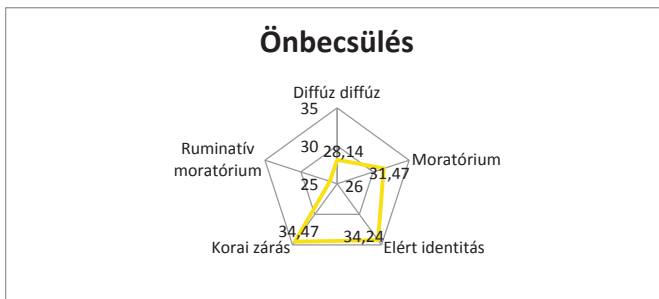 Önbecsülés
Diffúz diffúz
35
30
28,14
Ruminatív
moratórium
Moratórium
31,47
25
26
34,47
34,24
Korai zárás
Elért identitás